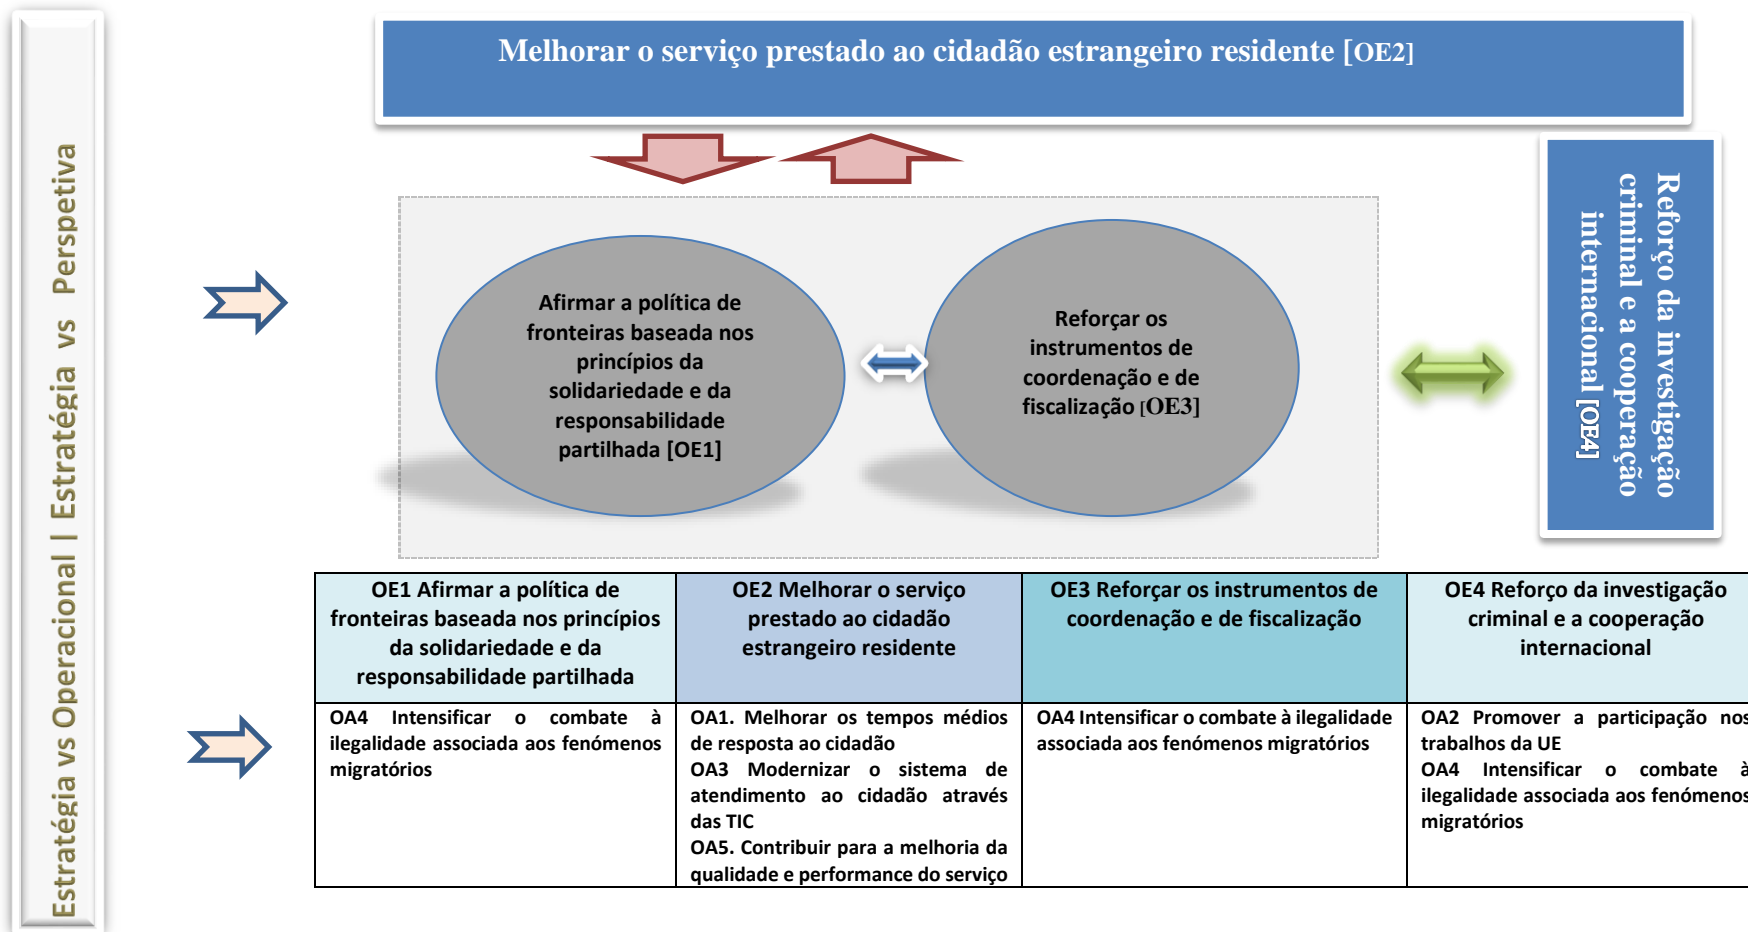 Estratégia vs Operacional | Estratégia vs Perspetiva
Melhorar o serviço prestado ao cidadão estrangeiro residente [OE2]
Afirmar a política de
fronteiras baseada nos
princípios da
solidariedade e da
responsabilidade
partilhada [OE1]
Reforçar os
instrumentos de
coordenação e de
fiscalização [OE3]
Reforço da investigação
criminal e a cooperação
internacional [OE4]
OE1 Afirmar a política de
fronteiras baseada nos princípios
da solidariedade e da
responsabilidade partilhada
OE2 Melhorar o serviço
prestado ao cidadão
estrangeiro residente
OE3 Reforçar os instrumentos de
coordenação e de fiscalização
OE4 Reforço da investigação
criminal e a cooperação
internacional
OA4 Intensificar o combate à
ilegalidade associada aos fenómenos
migratórios
OA1. Melhorar os tempos médios
de resposta ao cidadão
OA3 Modernizar o sistema de
atendimento ao cidadão através
das TIC
OA5. Contribuir para a melhoria da
qualidade e performance do serviço
OA4 Intensificar o combate à ilegalidade
associada aos fenómenos migratórios
OA2 Promover a participação nos
trabalhos da UE
OA4 Intensificar o combate à
ilegalidade associada aos fenómenos
migratórios